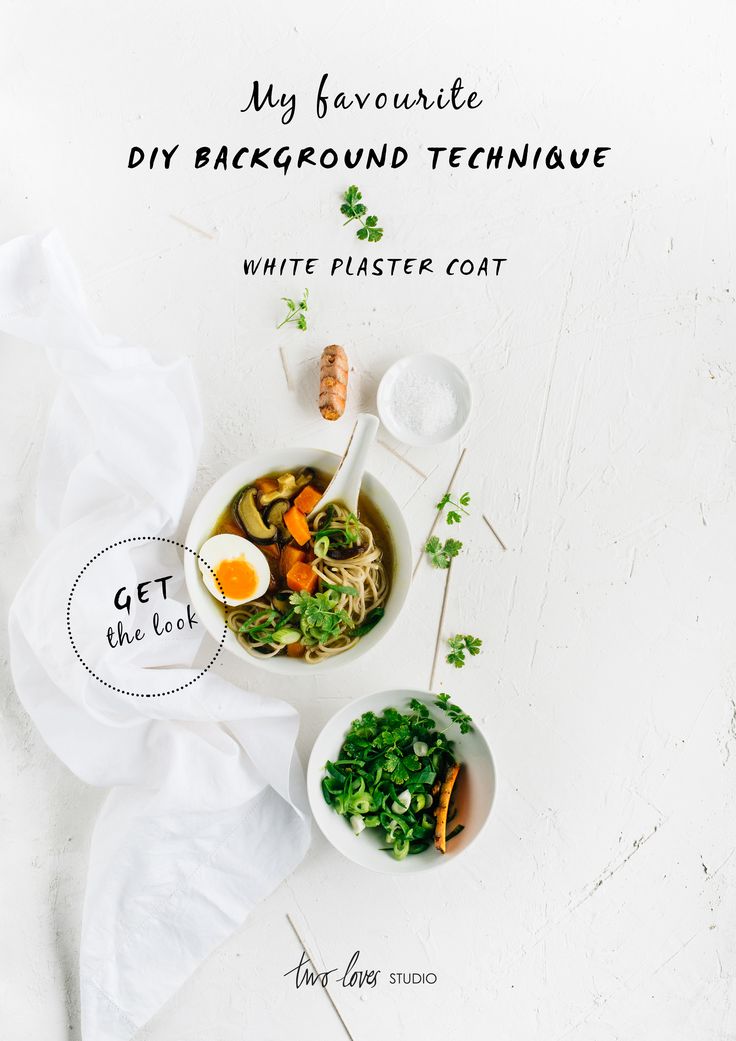 My favourite
DIY BACKGROUND TECHNIQUE
WHITE PLASTER COAT
GET
the look
two loves STUDIO